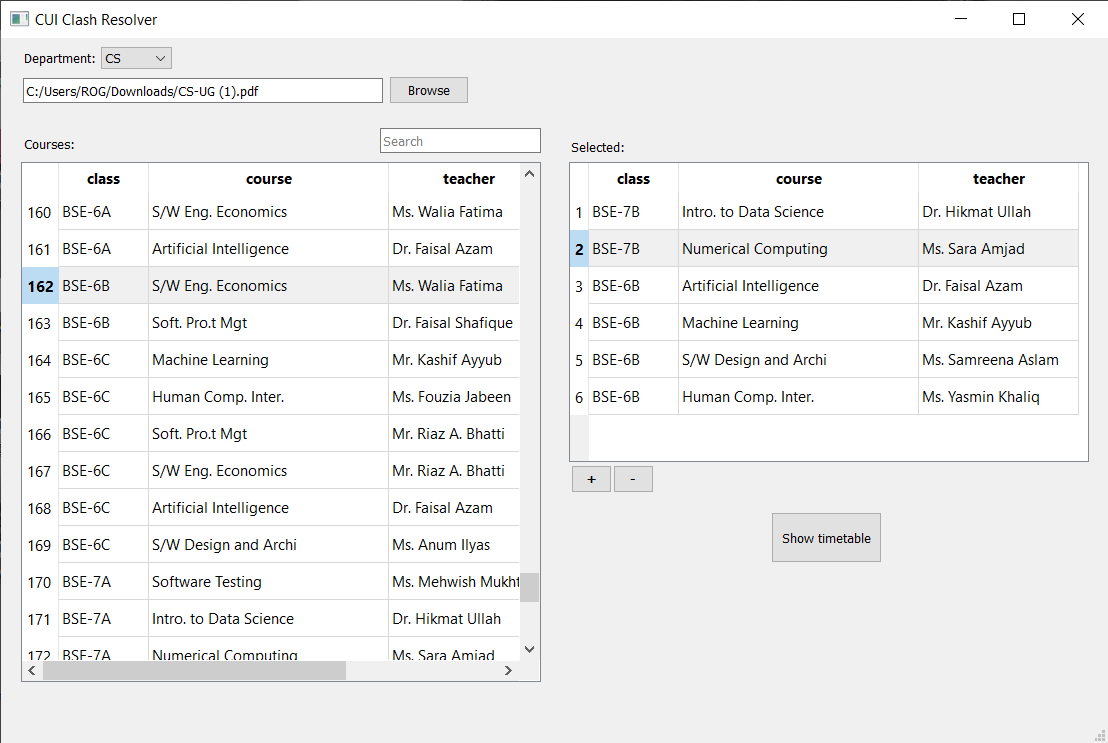 CUI Clash Resolver
Department: CS
C:/Users/ROG/Downloads/CS-UG (1).pdf Browse
Courses: Search
class course teacher
160 BSE-6A S/W Eng. Economics Ms. Walia Fatima
161 BSE-6A Artificial Intelligence Dr. Faisal Azam
162 BSE-6B S/W Eng. Economics Ms. Walia Fatima
163 BSE-6B Soft. Pro.t Mgt Dr. Faisal Shafique
164 BSE-6C Machine Learning Mr. Kashif Ayyub
165 BSE-6C Human Comp. Inter. Ms. Fouzia Jabeen
166 BSE-6C Soft. Pro.t Mgt Mr. Riaz A. Bhatti
167 BSE-6C S/W Eng. Economics Mr. Riaz A. Bhatti
168 BSE-6C Artificial Intelligence Dr. Faisal Azam
169 BSE-6C S/W Design and Archi Ms. Anum Ilyas
170 BSE-7A Software Testing Ms. Mehwish Mukht
171 BSE-7A Intro. to Data Science Dr. Hikmat Ullah
172 BSE-7A Numerical Computing Ms. Sara Amjad
Selected:
class course teacher
1 BSE-7B Intro. to Data Science Dr. Hikmat Ullah
2 BSE-7B Numerical Computing Ms. Sara Amjad
3 BSE-6B Artificial Intelligence Dr. Faisal Azam
4 BSE-6B Machine Learning Mr. Kashif Ayyub
5 BSE-6B S/W Design and Archi Ms. Samreena Aslam
6 BSE-6B Human Comp. Inter. Ms. Yasmin Khaliq
+ -
Show timetable